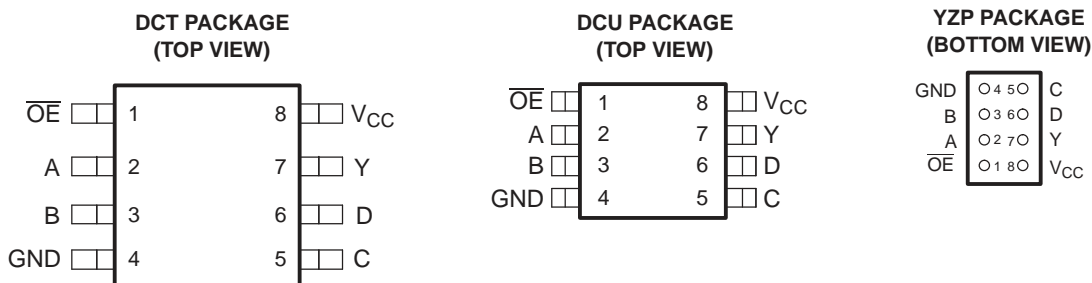 DCT PACKAGE
(TOP VIEW)
OE 1 8 VCC
A 2 7 Y
B 3 6 D
GND 4 5 C
DCU PACKAGE
(TOP VIEW)
OE 1 8 VCC
A 2 7 Y
B 3 6 D
GND 4 5 C
YZP PACKAGE
(BOTTOM VIEW)
GND 4 5 C
B 3 6 D
A 2 7 Y
OE 1 8 VCC